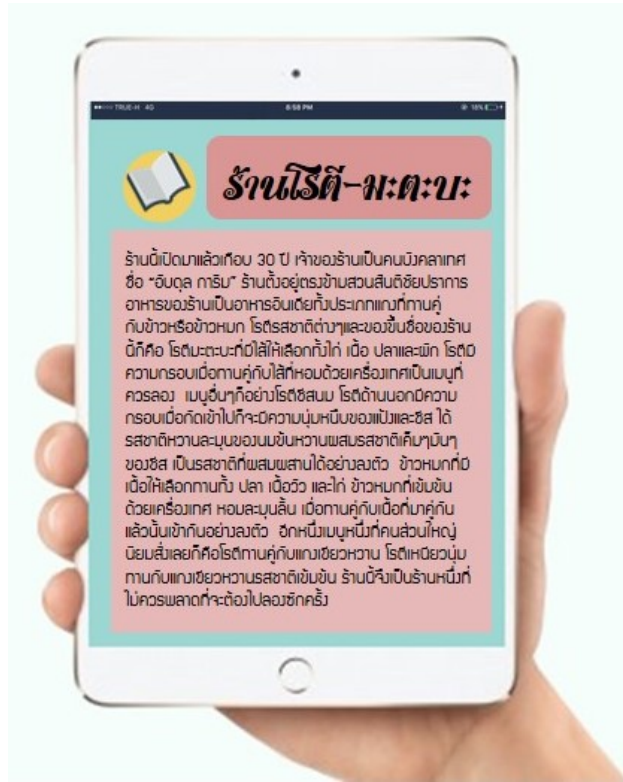 TRUE-H 4G 8:58 PM 18%
ร้านโรตี-มะตะบะ
ร้านนี้เปิดมาแล้วเกือบ 30 ปี เจ้าของร้านเป็นคนบังคลาเทศ
ชื่อ “อับดุล การิม” ร้านตั้งอยู่ตรงข้ามสวนสันติชัยปราการ
อาหารของร้านเป็นอาหารอินเดียทั้งประเภทแกงที่ทานคู่
กับข้าวหรือข้าวหมก โรตีรสชาติต่างๆและของขึ้นชื่อของร้าน
นี้ก็คือ โรตีมะตะบะที่มีไส้ให้เลือกทั้งไก่ เนื้อ ปลาและผัก โรตีมี
ความกรอบเมื่อทานคู่กับไส้ที่หอมด้วยเครื่องเทศเป็นเมนูที่
ควรลอง เมนูอื่นๆก็อย่างโรตีชีสนม โรตีด้านนอกมีความ
กรอบเมื่อกัดเข้าไปก็จะมีความนุ่มหนึบของแป้งและชีส ได้
รสชาติหวานละมุนของนมข้นหวานผสมรสชาติเค็มๆมันๆ
ของชีส เป็นรสชาติที่ผสมผสานได้อย่างลงตัว ข้าวหมกที่มี
เนื้อให้เลือกทานทั้ง ปลา เนื้อวัว และไก่ ข้าวหมกที่เข้มข้น
ด้วยเครื่องเทศ หอมละมุนลิ้น เมื่อทานคู่กับเนื้อที่มาคู่กัน
แล้วนั้นเข้ากันอย่างลงตัว อีกหนึ่งเมนูหนึ่งที่คนส่วนใหญ่
นิยมสั่งเลยก็คือโรตีทานคู่กับแกงเขียวหวาน โรตีเหนียวนุ่ม
ทานกับแกงเขียวหวานรสชาติเข้มข้น ร้านนี้จึงเป็นร้านหนึ่งที่
ไม่ควรพลาดที่จะต้องไปลองซักครั้ง